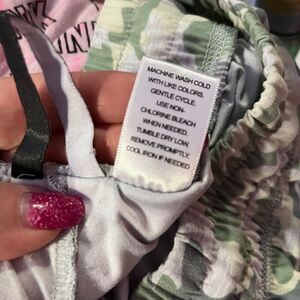 MACHINE WASH COLD
WITH LIKE COLORS.
GENTLE CYCLE.
USE NON-
CHLORINE BLEACH
WHEN NEEDED.
TUMBLE DRY LOW.
REMOVE PROMPTLY.
COOL IRON IF NEEDED